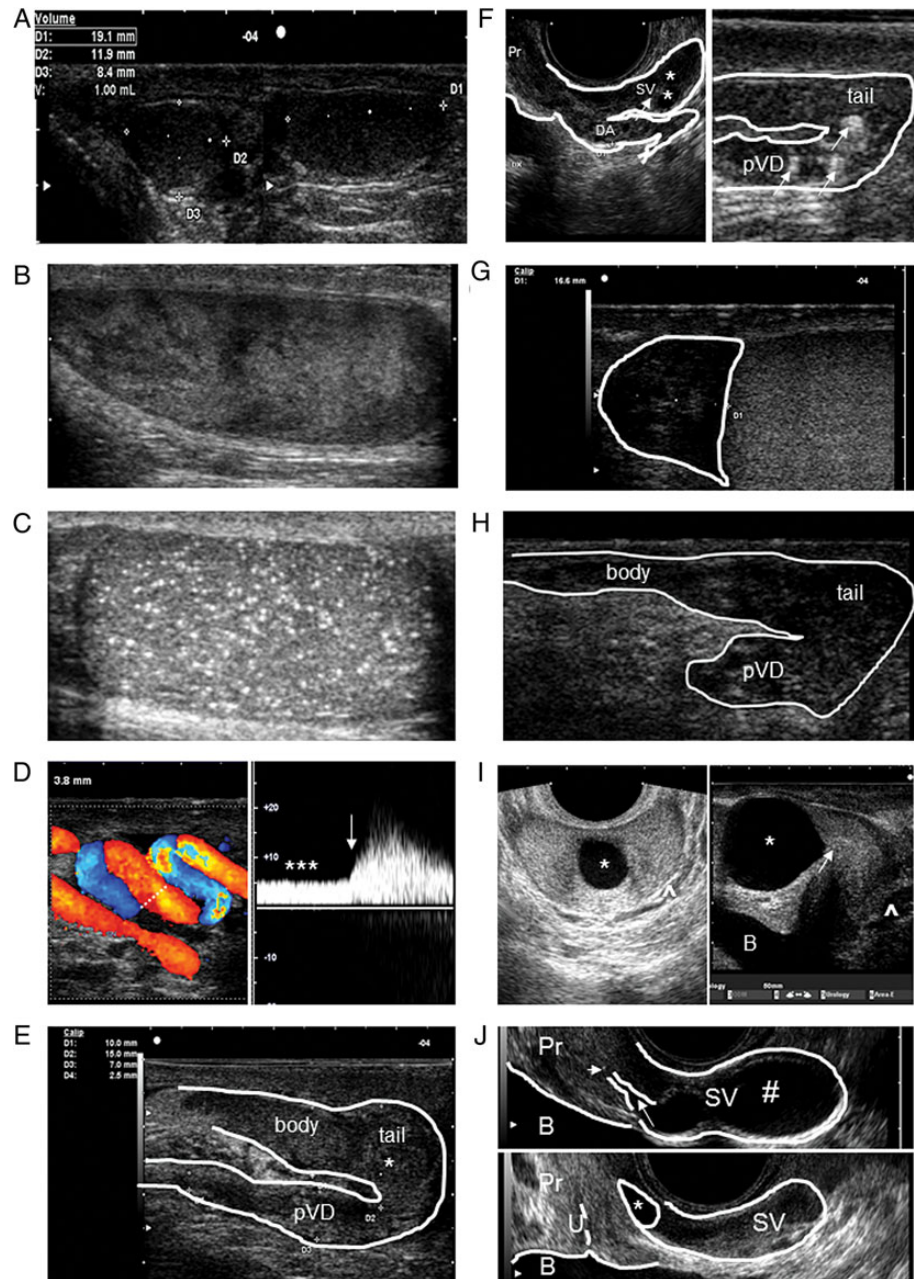 A
Volume
D1: 19.1 mm
D2: 11.9 mm
D3: 8.4 mm
V: 1.00 mL
-04
D1
D2
D3
B
C
D
3.8 mm
+20
+10
***
-10
E
Calip
D1: 10.0 mm
D2: 15.0 mm
D3: 7.0 mm
D4: 2.5 mm
-04
body
tail
*
pVD
D2
D3
F
Pr
SV
*
*
DA
tail
pVD
G
Calip
D1: 16.6 mm
-04
D1
H
body
tail
pVD
I
*
^
*
B
^
50mm
Urology
Area-E
J
Pr
SV
#
B
Pr
U
*
SV
B